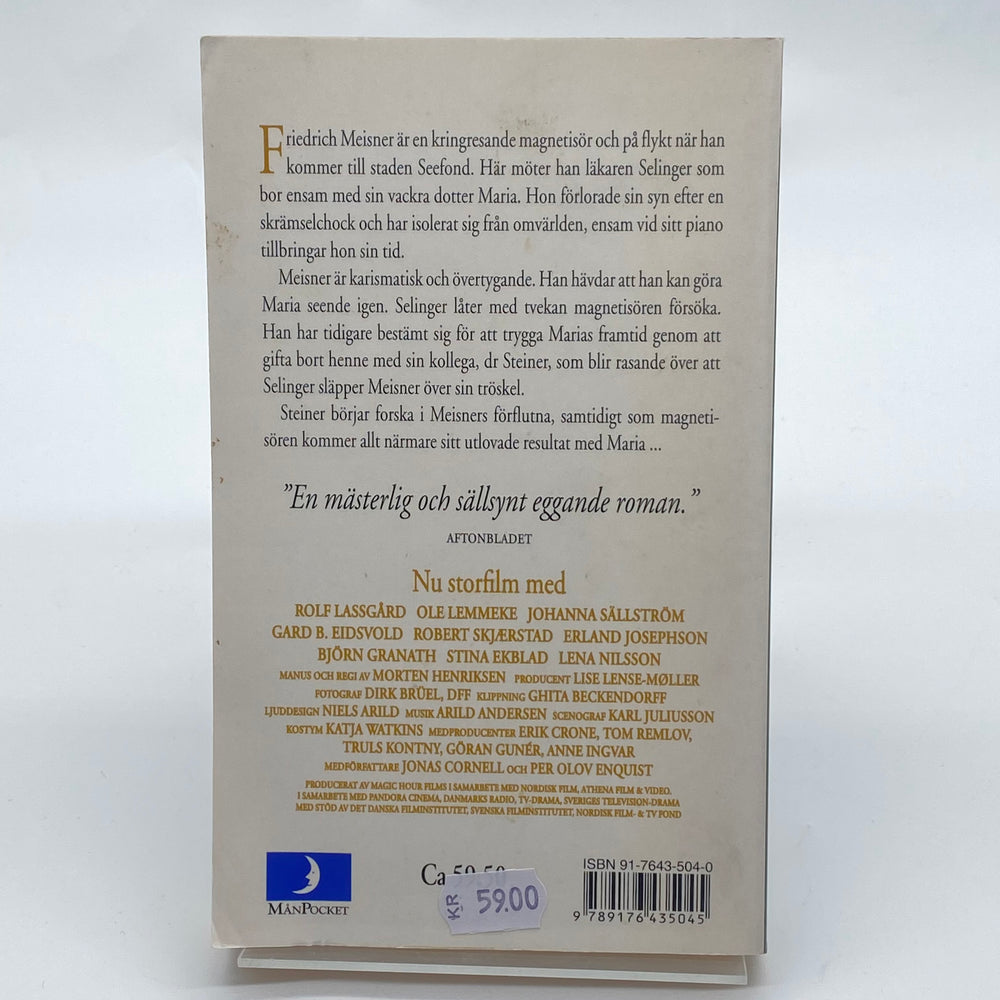 Friedrich Meisner är en kringresande magnetisör och på flykt när han
kommer till staden Seefond. Här möter han läkaren Selinger som
bor ensam med sin vackra dotter Maria. Hon förlorade sin syn efter en
skrämselchock och har isolerat sig från omvärlden, ensam vid sitt piano
tillbringar hon sin tid.
Meisner är karismatisk och övertygande. Han hävdar att han kan göra
Maria seende igen. Selinger låter med tvekan magnetisören försöka.
Han har tidigare bestämt sig för att trygga Marias framtid genom att
gifta bort henne med sin kollega, dr Steiner, som blir rasande över att
Selinger släpper Meisner över sin tröskel.
Steiner börjar forska i Meisners förflutna, samtidigt som magneti-
sören kommer allt närmare sitt utlovade resultat med Maria ...
”En mästerlig och sällsynt eggande roman.”
AFTONBLADET
Nu storfilm med
ROLF LASSGÅRD OLE LEMMEKE JOHANNA SÄLLSTRÖM
GARD B. EIDSVOLD ROBERT SKJÆRSTAD ERLAND JOSEPHSON
BJÖRN GRANATH STINA EKBLAD LENA NILSSON
MANUS OCH REGI AV MORTEN HENRIKSEN PRODUCENT LISE LENSE-MØLLER
FOTOGRAF DIRK BRÜEL, DFF KLIPPNING GHITA BECKENDORFF
LJUDDESIGN NIELS ARILD MUSIK ARILD ANDERSEN SCENOGRAF KARL JULIUSSON
KOSTYM KATJA WATKINS MEDPRODUCENTER ERIK CRONE, TOM REMLOV,
TRULS KONTNY, GÖRAN GUNÉR, ANNE INGVAR
MEDFÖRFATTARE JONAS CORNELL OCH PER OLOV ENQUIST
PRODUCERAT AV MAGIC HOUR FILMS I SAMARBETE MED NORDISK FILM, ATHENA FILM & VIDEO.
I SAMARBETE MED PANDORA CINEMA, DANMARKS RADIO, TV-DRAMA, SVERIGES TELEVISION-DRAMA
MED STÖD AV DET DANSKA FILMINSTITUTET, SVENSKA FILMINSTITUTET, NORDISK FILM- & TV FOND
MÅNPOCKET
Ca 59.50
KR 59.00
ISBN 91-7643-504-0
9 789176 435045